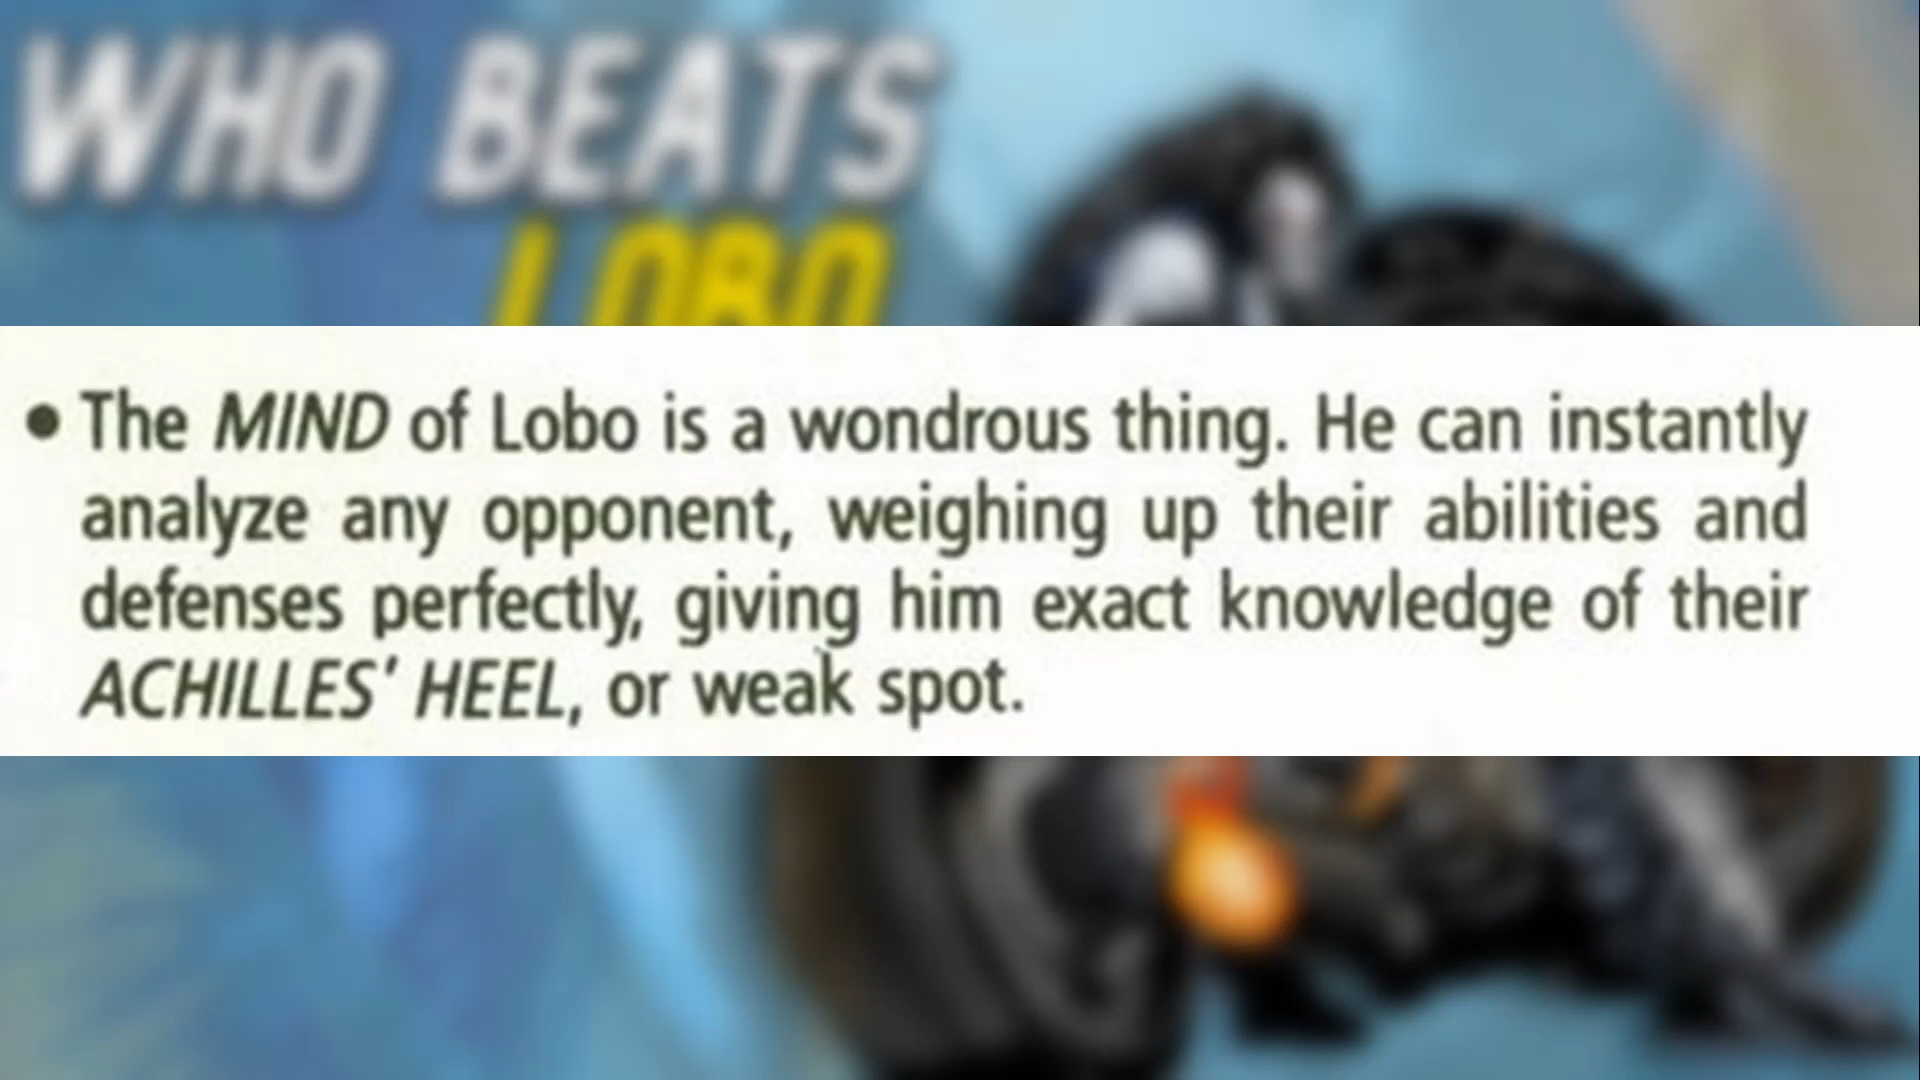 WHO BEATS
LOBO
• The MIND of Lobo is a wondrous thing. He can instantly
analyze any opponent, weighing up their abilities and
defenses perfectly, giving him exact knowledge of their
ACHILLES' HEEL, or weak spot.